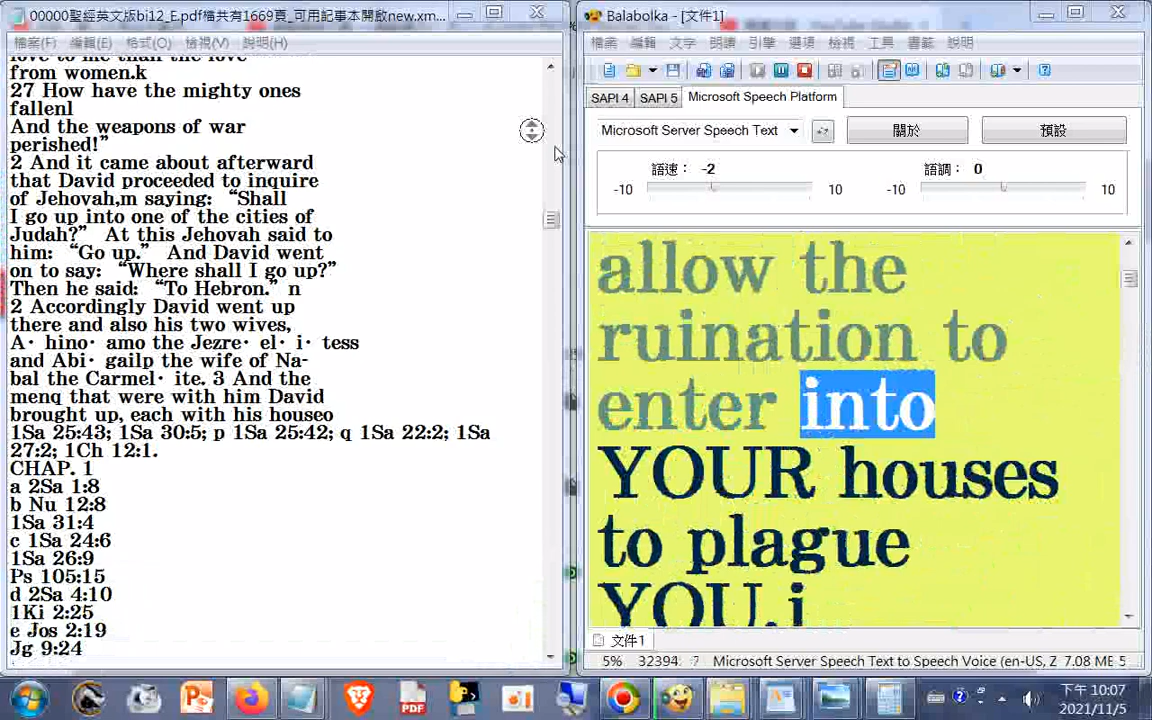 00000聖經英文版bi12_E.pdf檔共有1669頁_可用記事本開啟new.xm...
檔案(F) 編輯(E) 格式(O) 檢視(V) 說明(H)
love to me than the love
from women.k
27 How have the mighty ones
fallenl
And the weapons of war
perished!”
2 And it came about afterward
that David proceeded to inquire
of Jehovah,m saying: “Shall
I go up into one of the cities of
Judah?” At this Jehovah said to
him: “Go up.” And David went
on to say: “Where shall I go up?”
Then he said: “To Hebron.” n
2 Accordingly David went up
there and also his two wives,
A· hino· amo the Jezre· el· i· tess
and Abi· gailp the wife of Na-
bal the Carmel· ite. 3 And the
menq that were with him David
brought up, each with his houseo
1Sa 25:43; 1Sa 30:5; p 1Sa 25:42; q 1Sa 22:2; 1Sa
27:2; 1Ch 12:1.
CHAP. 1
a 2Sa 1:8
b Nu 12:8
1Sa 31:4
c 1Sa 24:6
1Sa 26:9
Ps 105:15
d 2Sa 4:10
1Ki 2:25
e Jos 2:19
Jg 9:24
Balabolka - [文件1]
檔案 編輯 文字 朗讀 引擎 選項 檢視 工具 書籤 說明
SAPI 4 SAPI 5 Microsoft Speech Platform
Microsoft Server Speech Text 關於 預設
語速： -2 語調： 0
-10 10 -10 10
allow the
ruination to
enter into
YOUR houses
to plague
YOU.i
文件1
5% 32394 Microsoft Server Speech Text to Speech Voice (en-US, Z 7.08 MB 5
下午 10:07
2021/11/5